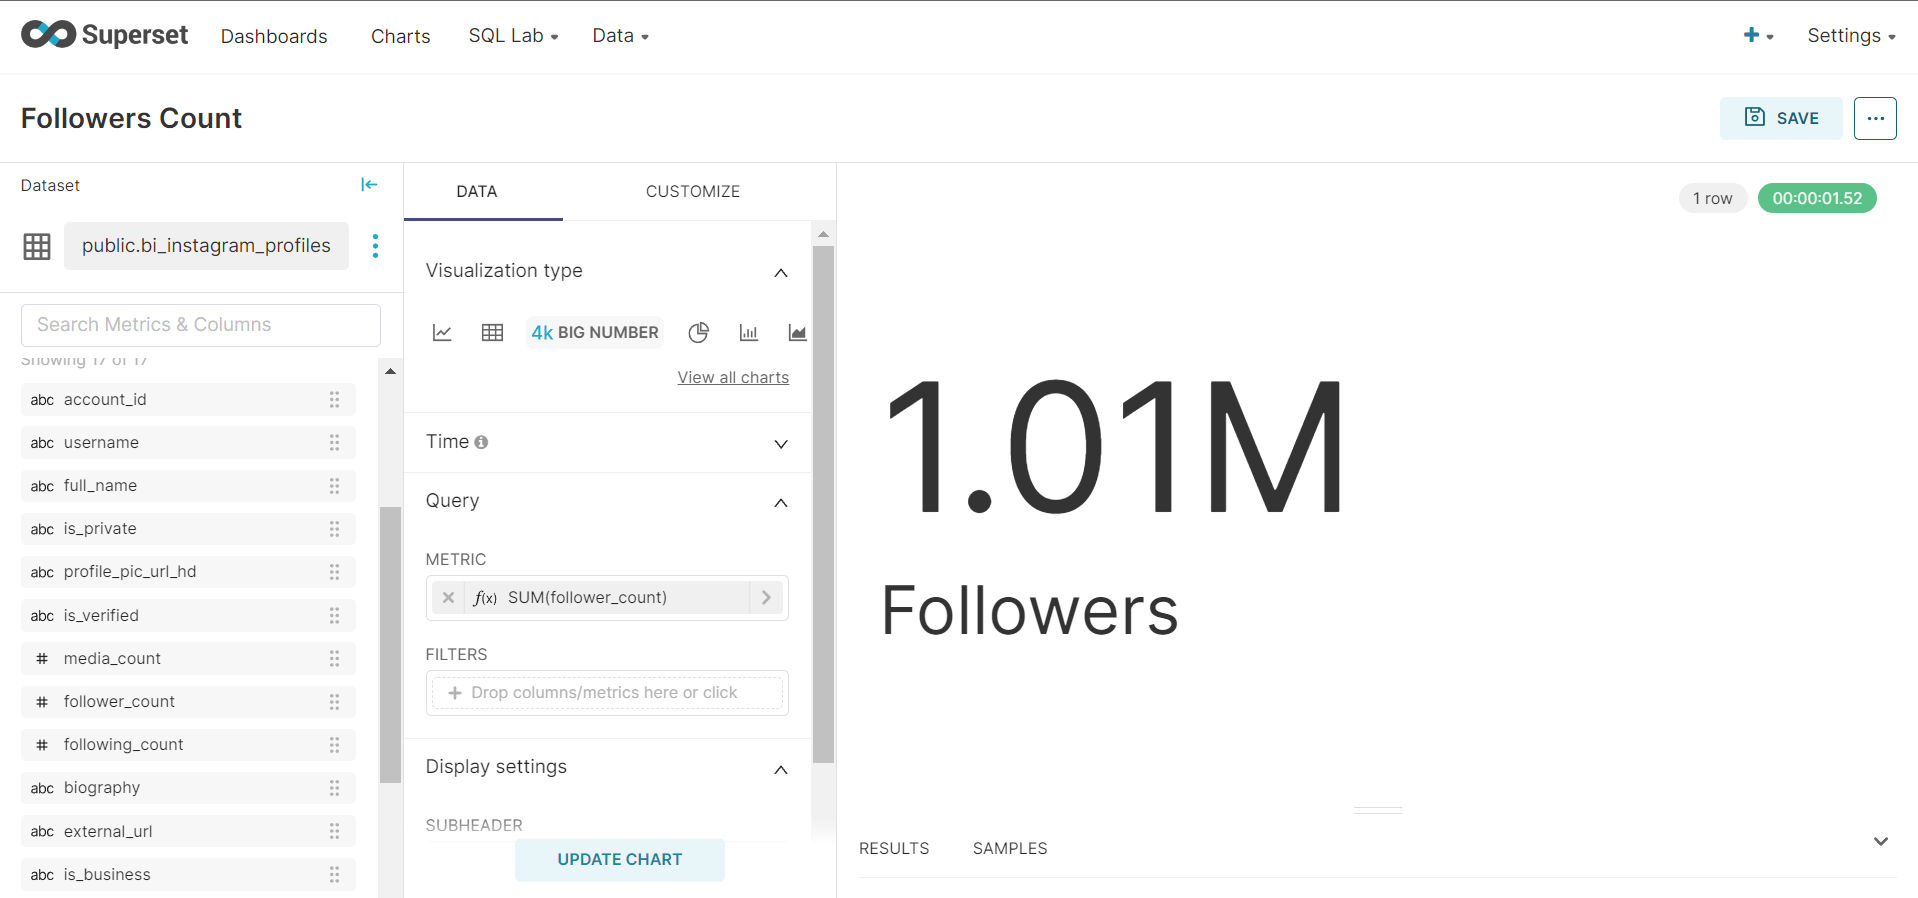 Superset Dashboards Charts SQL Lab Data Settings
Followers Count
SAVE
Dataset
public.bi_instagram_profiles
Search Metrics & Columns
Showing 17 of 17
abc account_id
abc username
abc full_name
abc is_private
abc profile_pic_url_hd
abc is_verified
# media_count
# follower_count
# following_count
abc biography
abc external_url
abc is_business
DATA CUSTOMIZE
Visualization type
4k BIG NUMBER
View all charts
Time
Query
METRIC
f(x) SUM(follower_count)
FILTERS
+ Drop columns/metrics here or click
Display settings
SUBHEADER
UPDATE CHART
1 row 00:00:01.52
1.01M
Followers
RESULTS SAMPLES